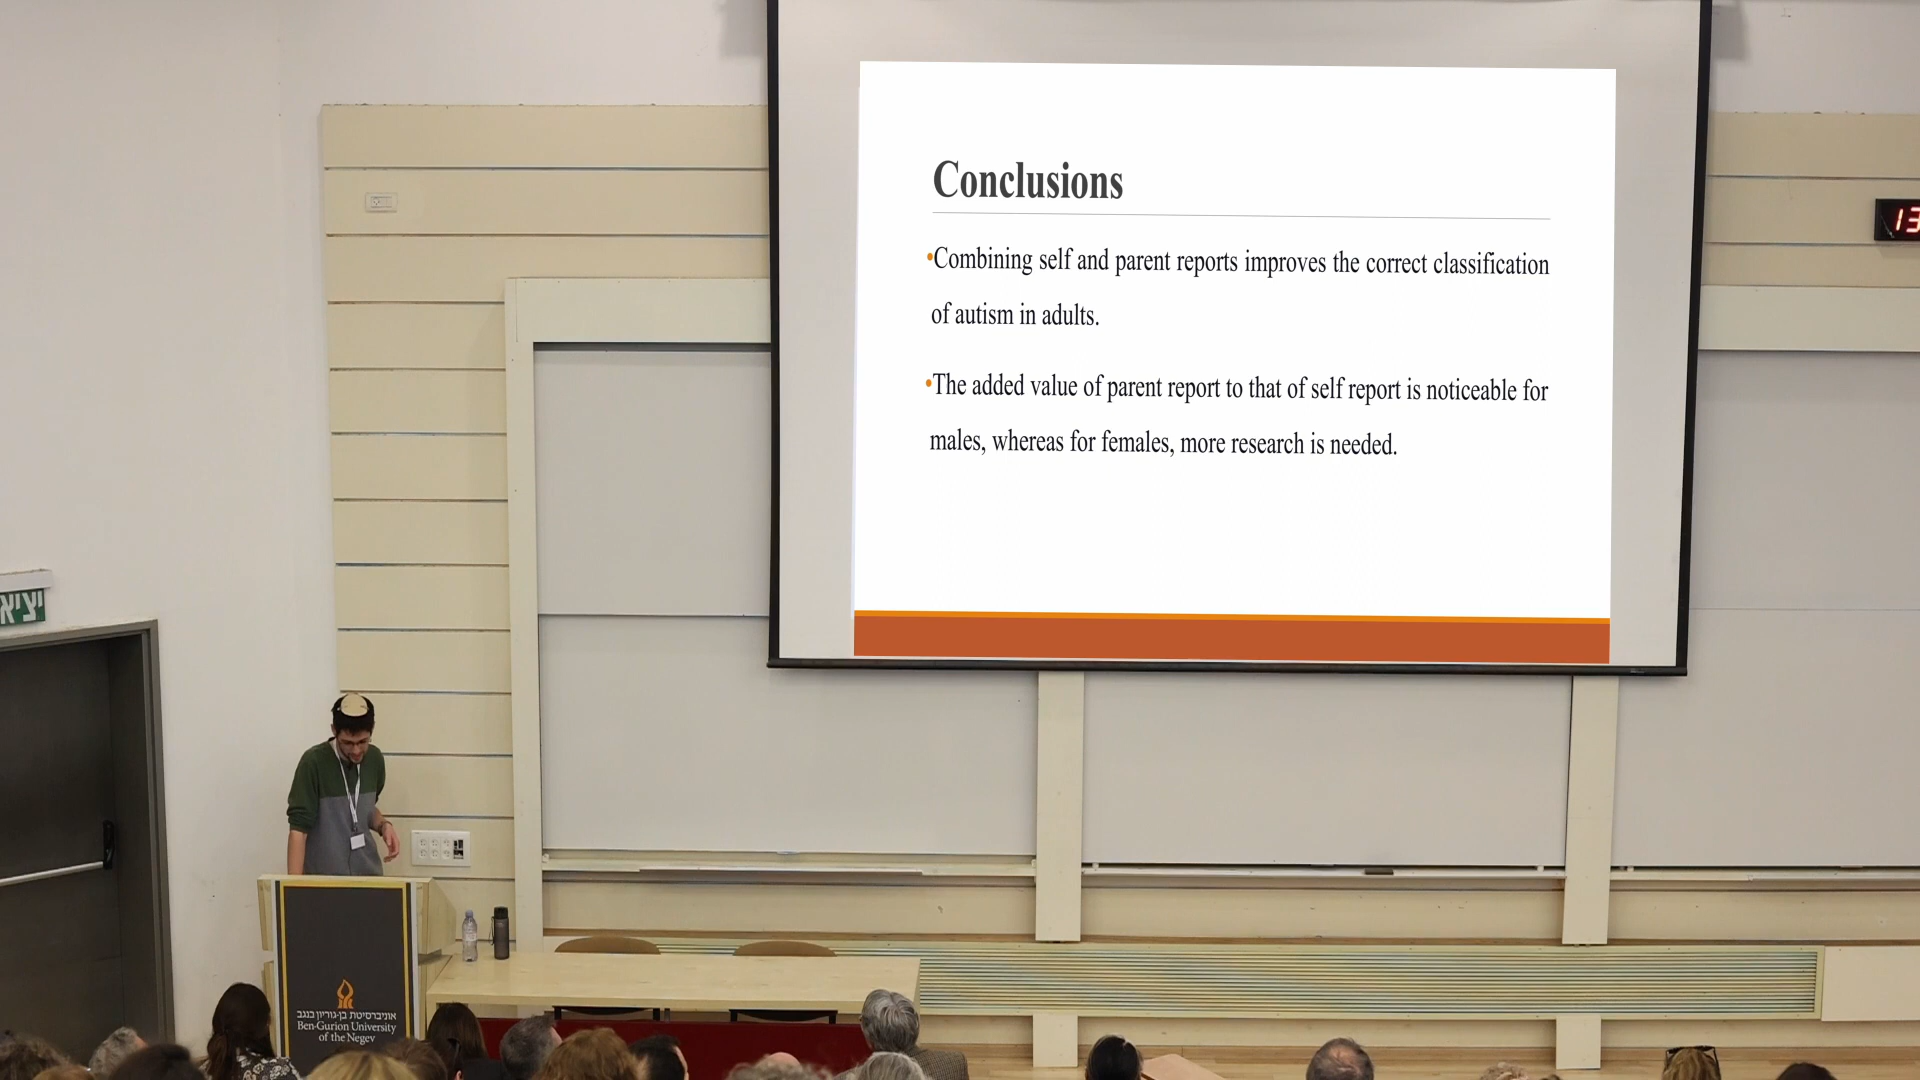 Conclusions
•Combining self and parent reports improves the correct classification
of autism in adults.
•The added value of parent report to that of self report is noticeable for
males, whereas for females, more research is needed.
13
יציא
אוניברסיטת בן-גוריון בנגב
Ben-Gurion University
of the Negev